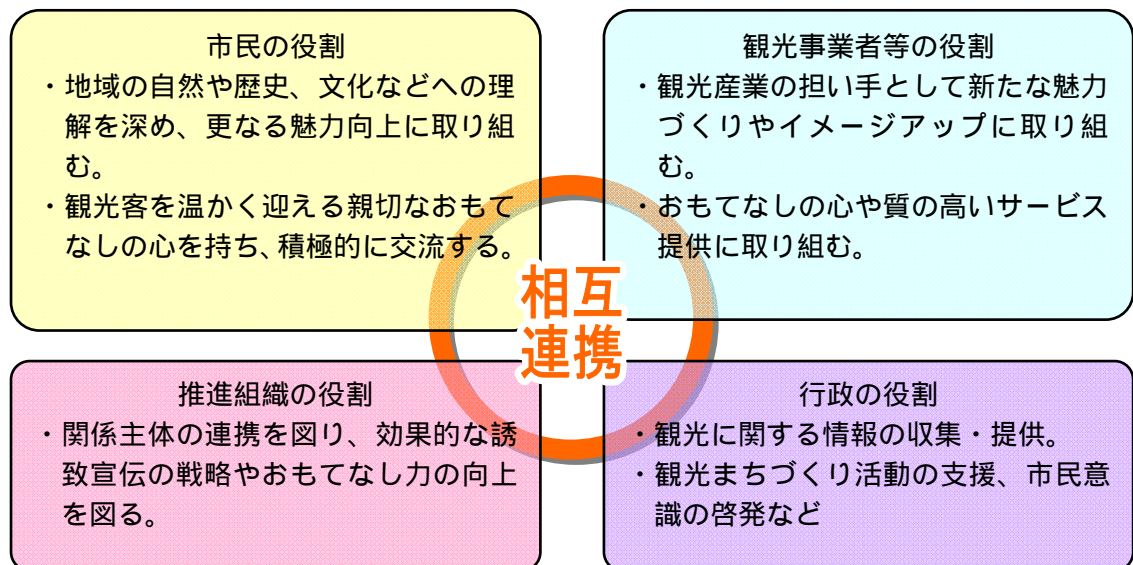 市民の役割
・地域の自然や歴史、文化などへの理
解を深め、更なる魅力向上に取り組
む。
・観光客を温かく迎える親切なおもて
なしの心を持ち、積極的に交流する。
観光事業者等の役割
・観光産業の担い手として新たな魅力
づくりやイメージアップに取り組
む。
・おもてなしの心や質の高いサービス
提供に取り組む。
相互
連携
推進組織の役割
・関係主体の連携を図り、効果的な誘
致宣伝の戦略やおもてなし力の向上
を図る。
行政の役割
・観光に関する情報の収集・提供。
・観光まちづくり活動の支援、市民意
識の啓発など